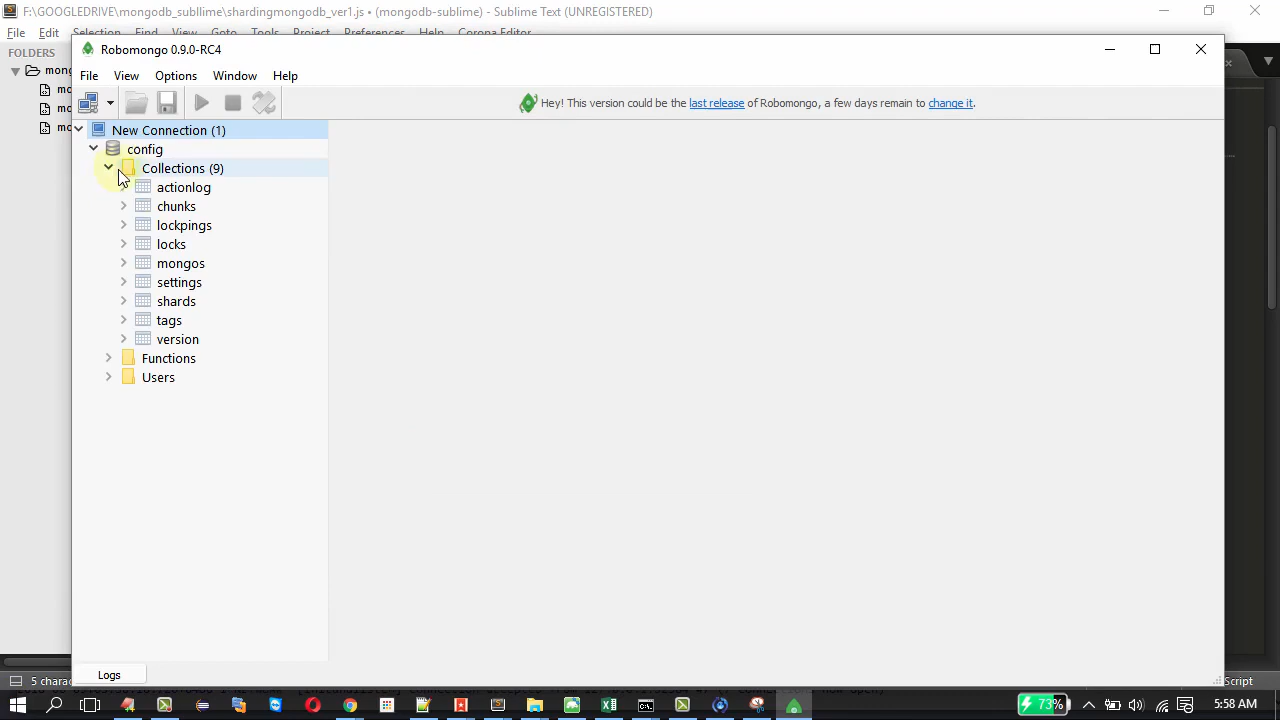 F:\GOOGLEDRIVE\mongodb_subllime\shardingmongodb_ver1.js • (mongodb-sublime) - Sublime Text (UNREGISTERED)
File Edit Selection Find View Goto Tools Project Preferences Help Corona Editor
FOLDERS
Robomongo 0.9.0-RC4
File View Options Window Help
Hey! This version could be the last release of Robomongo, a few days remain to change it.
New Connection (1)
config
Collections (9)
actionlog
chunks
lockpings
locks
mongos
settings
shards
tags
version
Functions
Users
Logs
Script
73%
5:58 AM